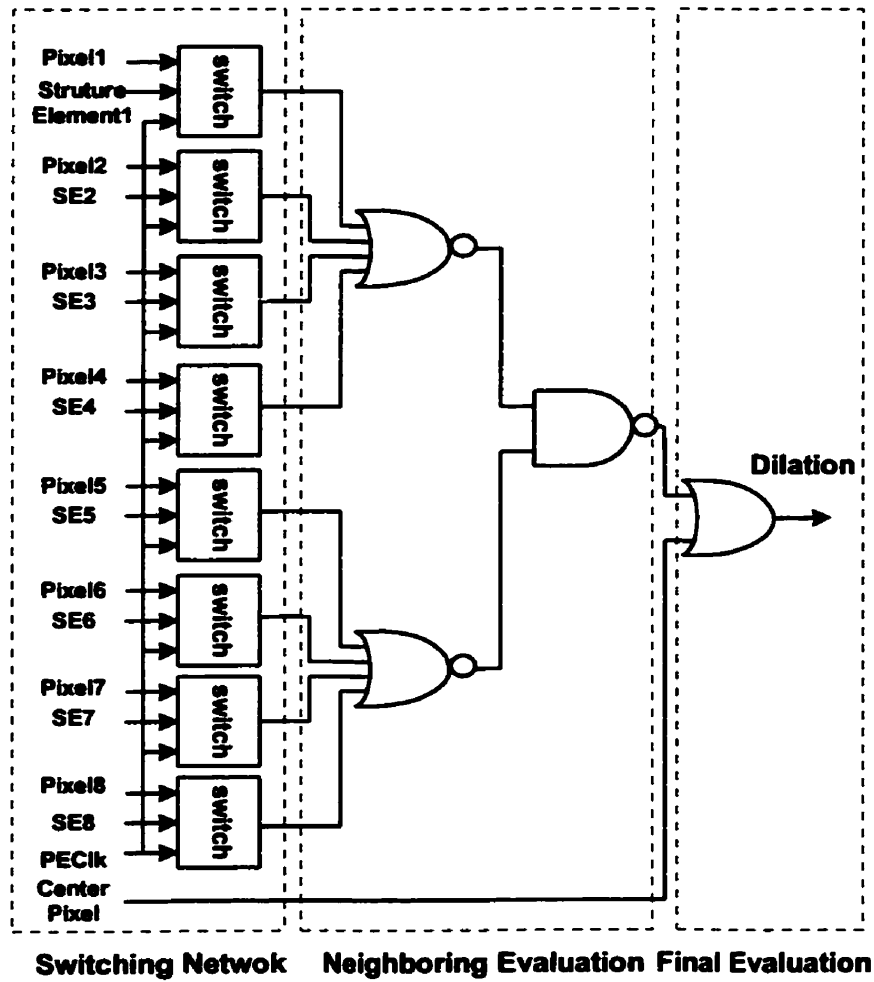 Pixel1
Struture
Element1
switch
Pixel2
SE2
switch
Pixel3
SE3
switch
Pixel4
SE4
switch
Pixel5
SE5
switch
Pixel6
SE6
switch
Pixel7
SE7
switch
Pixel8
SE8
switch
PEClk
Center
Pixel
Dilation
Switching Netwok
Neighboring Evaluation
Final Evaluation